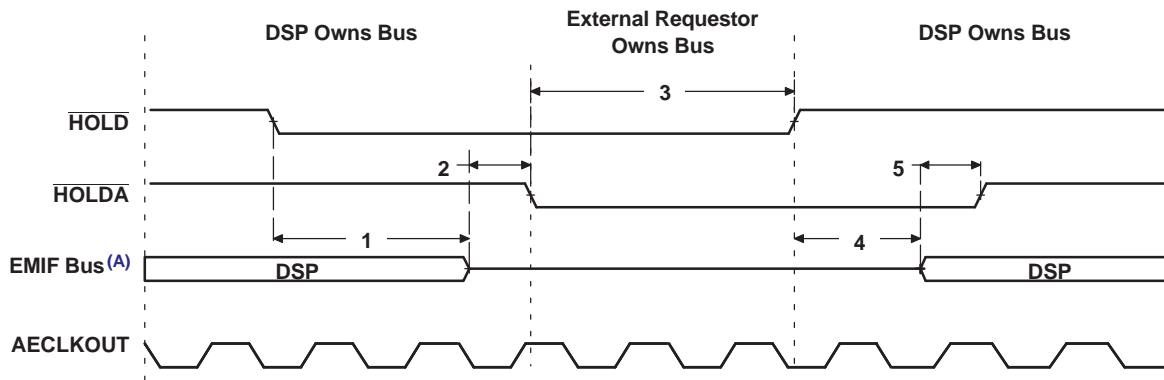 DSP Owns Bus
External Requestor
Owns Bus
DSP Owns Bus
HOLD
3
HOLDA
2
5
EMIF Bus(A)
1
4
DSP
DSP
AECLKOUT